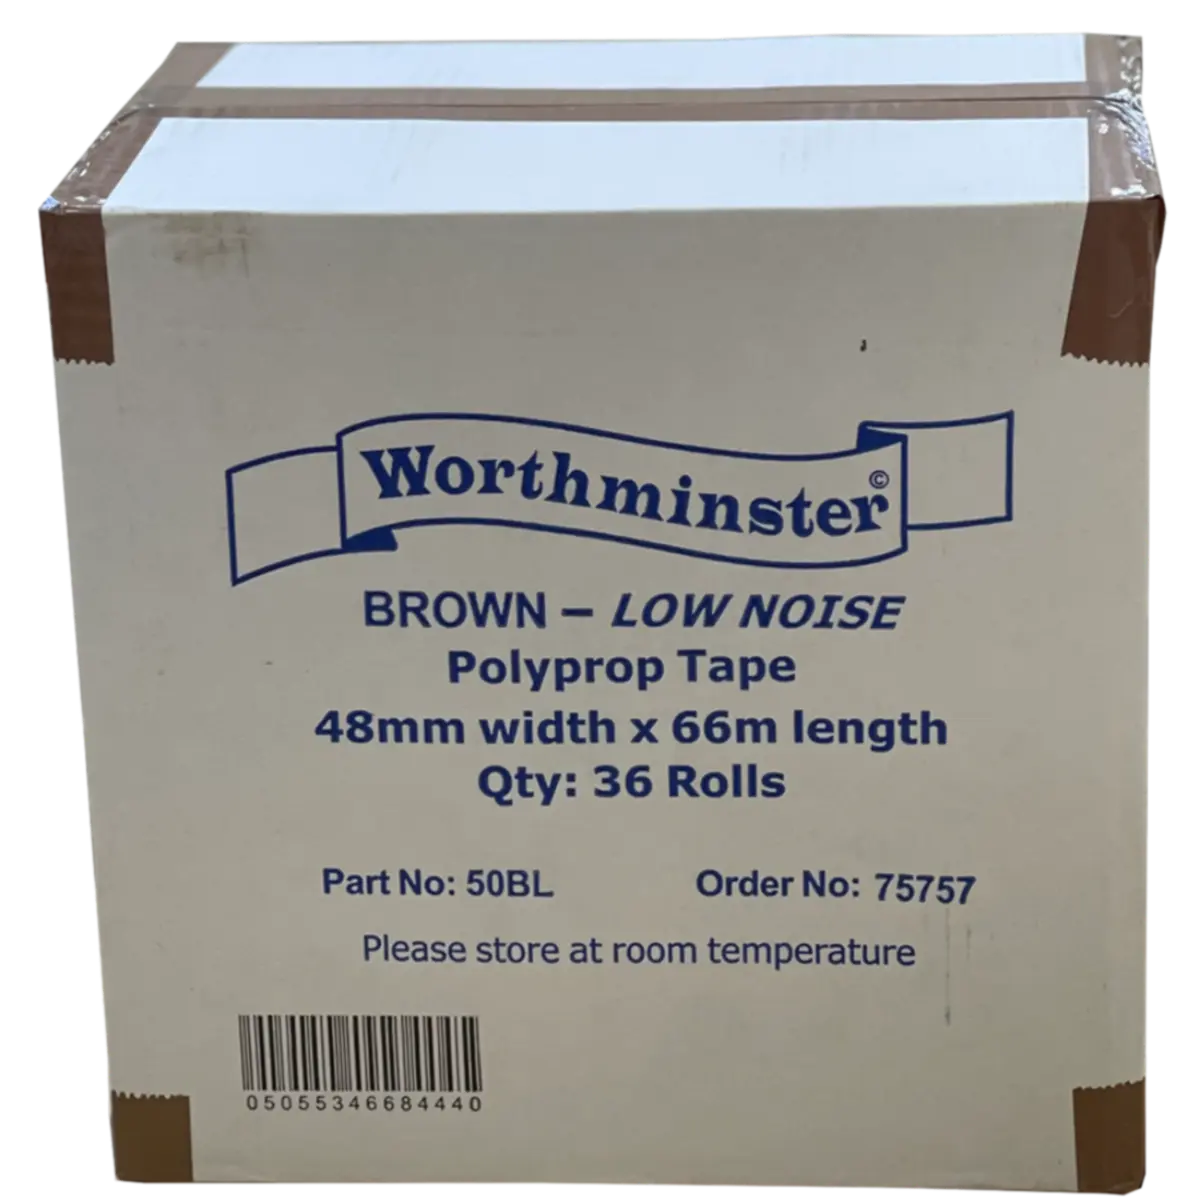 Worthminster©
BROWN – LOW NOISE
Polyprop Tape
48mm width x 66m length
Qty: 36 Rolls
Part No: 50BL Order No: 75757
Please store at room temperature
05055346684440